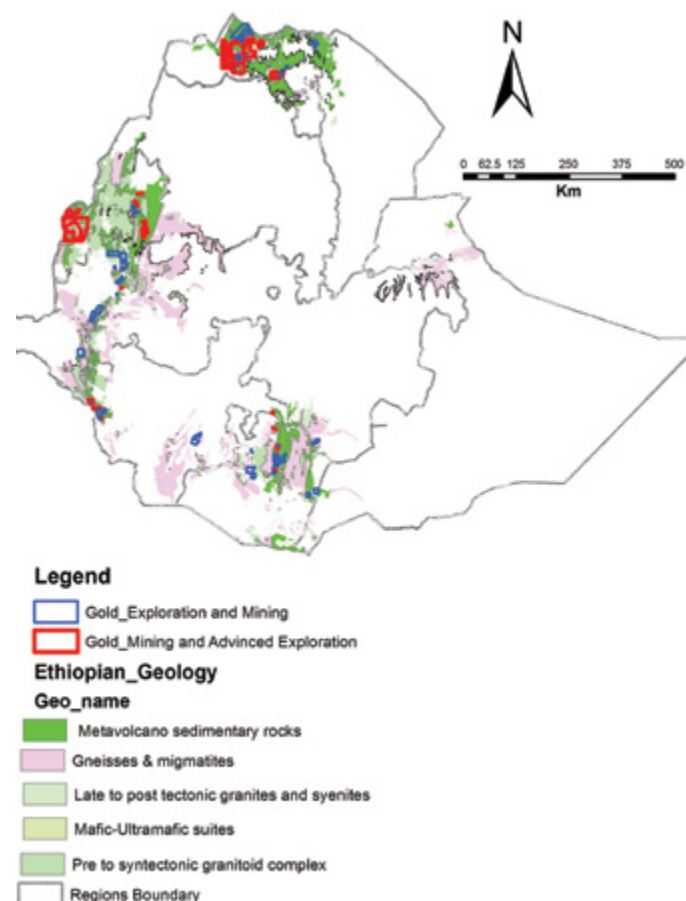 N
0 62.5 125 250 375 500
Km
Legend
Gold_Exploration and Mining
Gold_Mining and Advinced Exploration
Ethiopian_Geology
Geo_name
Metavolcano sedimentary rocks
Gneisses & migmatites
Late to post tectonic granites and syenites
Mafic-Ultramafic suites
Pre to syntectonic granitoid complex
Regions Boundary